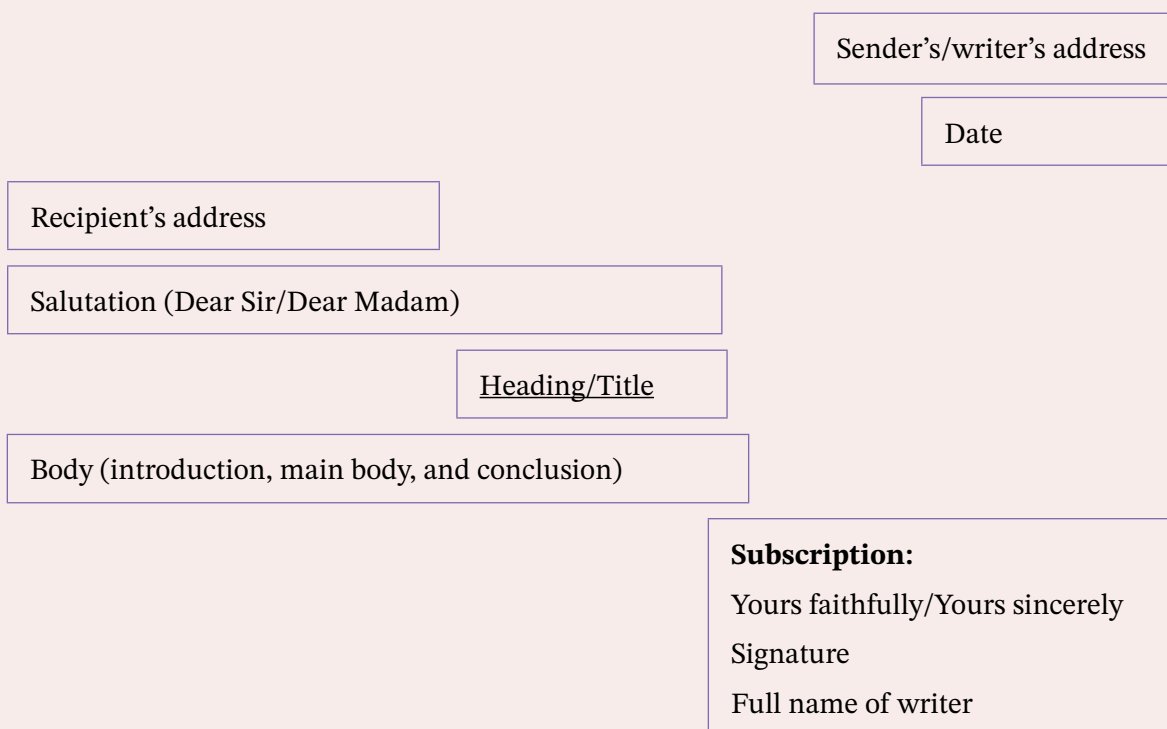 Sender’s/writer’s address
Date
Recipient’s address
Salutation (Dear Sir/Dear Madam)
Heading/Title
Body (introduction, main body, and conclusion)
Subscription:
Yours faithfully/Yours sincerely
Signature
Full name of writer